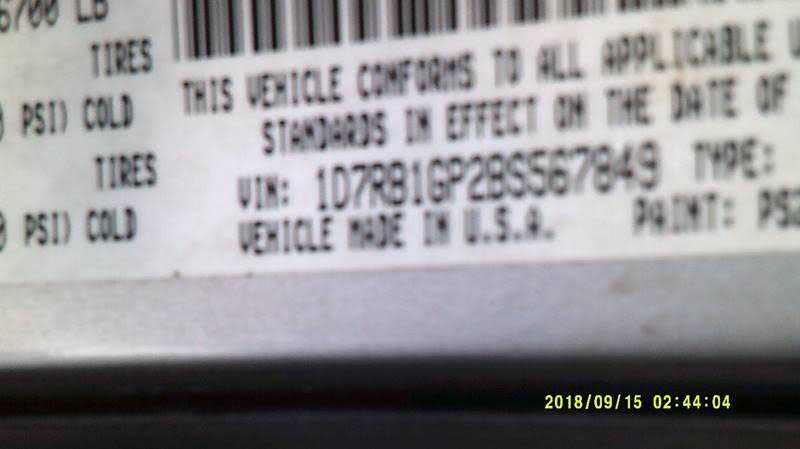 6700 LB
TIRES
THIS VEHICLE CONFORMS TO ALL APPLICABLE
PSI) COLD
STANDARDS IN EFFECT ON THE DATE OF
TIRES
VIN: 1D7RB1GP2BS567849 TYPE:
PSI) COLD
VEHICLE MADE IN U.S.A. PAINT: PS2
2018/09/15 02:44:04